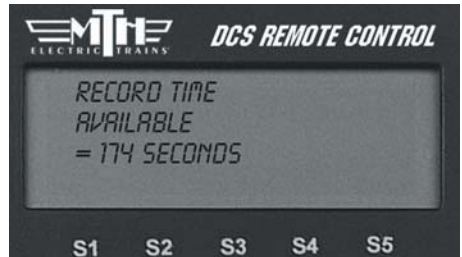 MTH
ELECTRIC TRAINS
DCS REMOTE CONTROL
RECORD TIME
AVAILABLE
= 174 SECONDS
S1 S2 S3 S4 S5